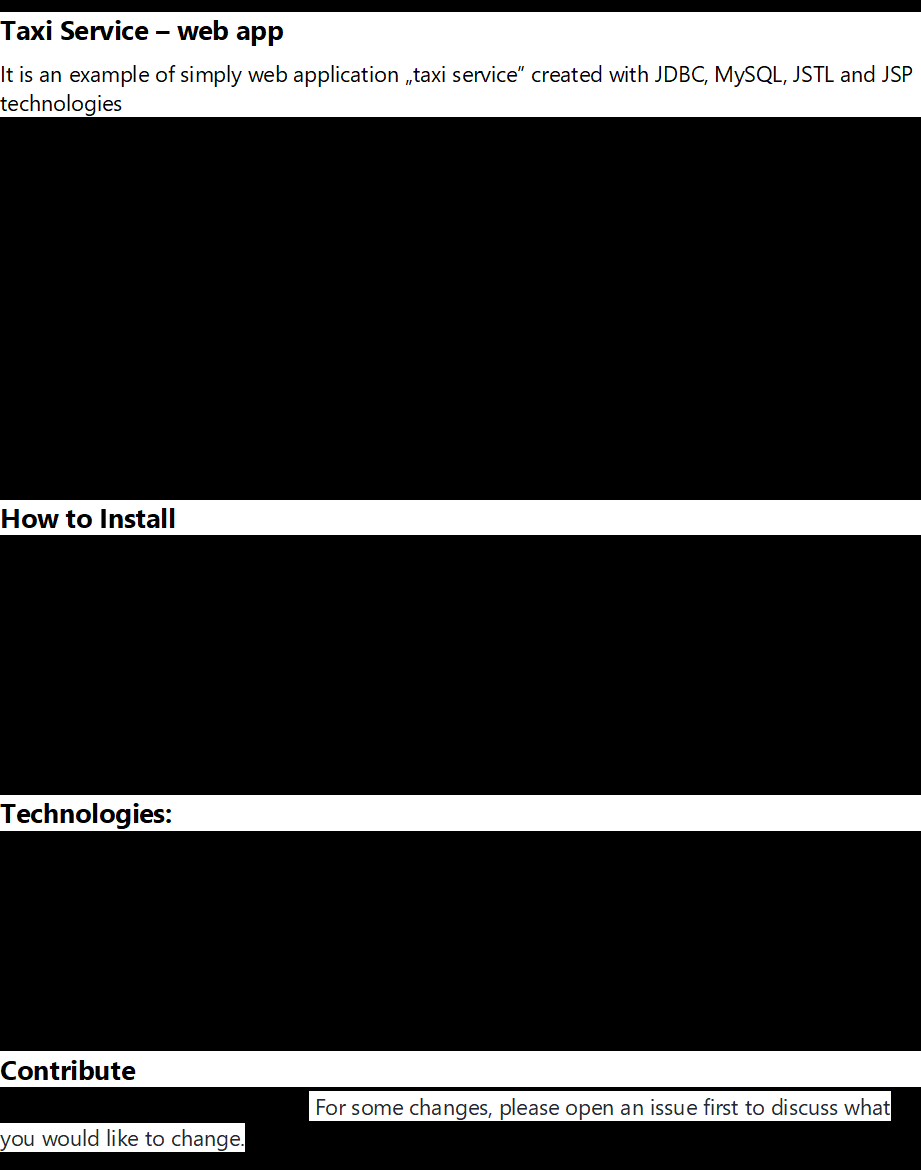 Taxi Service – web app
It is an example of simply web application „taxi service” created with JDBC, MySQL, JSTL and JSP
technologies
How to Install
Technologies:
Contribute
For some changes, please open an issue first to discuss what
you would like to change.